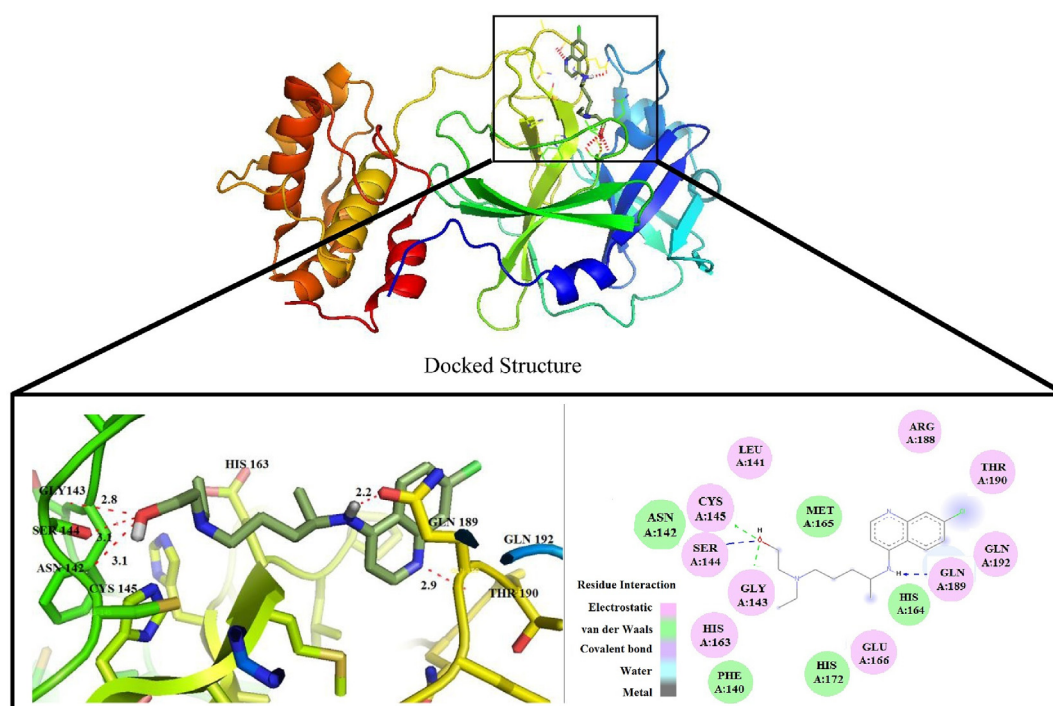 Docked Structure
HIS 163
GLY143
2.8
2.2
SER 144
3.1
GLN 189
3.1
GLN 192
ASN 142
CYS 145
2.9
THR 190
ARG
A:188
LEU
A:141
THR
A:190
CYS
A:145
MET
A:165
ASN
A:142
H
N
SER
A:144
GLN
A:192
GLY
A:143
N
N
H
GLN
A:189
HIS
A:164
HIS
A:163
GLU
A:166
HIS
A:172
PHE
A:140
Residue Interaction
Electrostatic
van der Waals
Covalent bond
Water
Metal